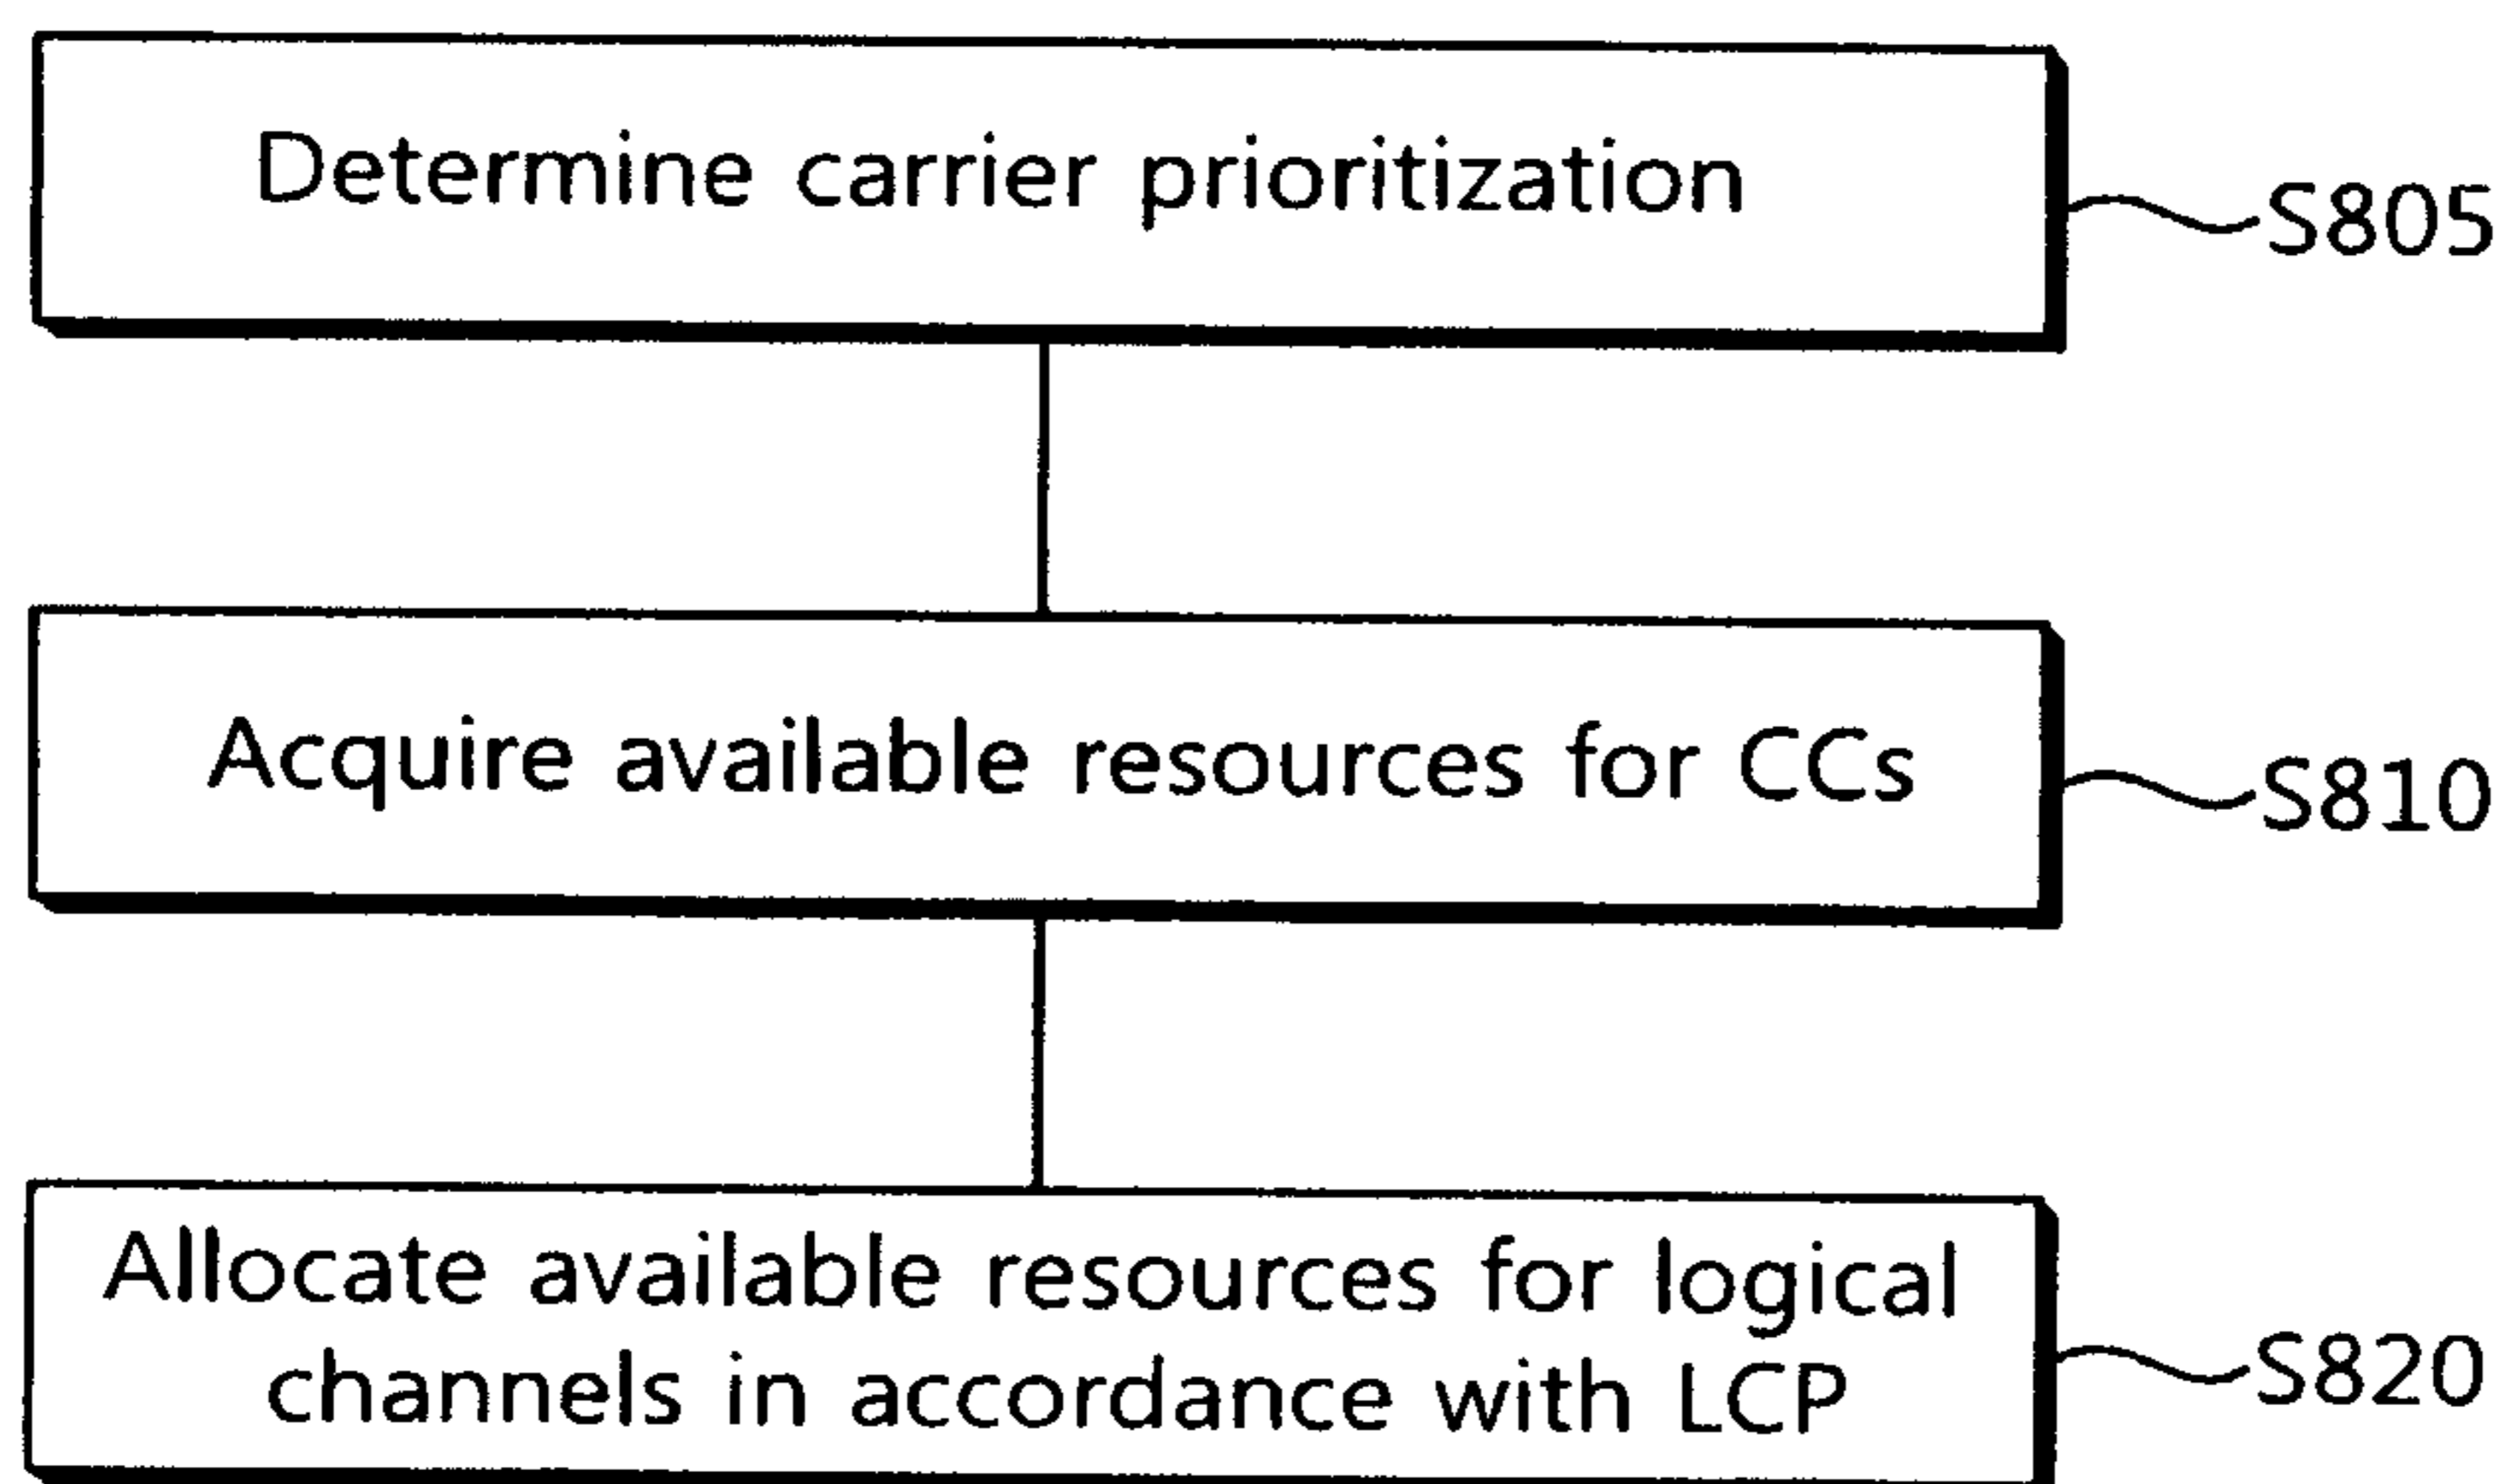 Determine carrier prioritization
S805
Acquire available resources for CCs
S810
Allocate available resources for logical
channels in accordance with LCP
S820